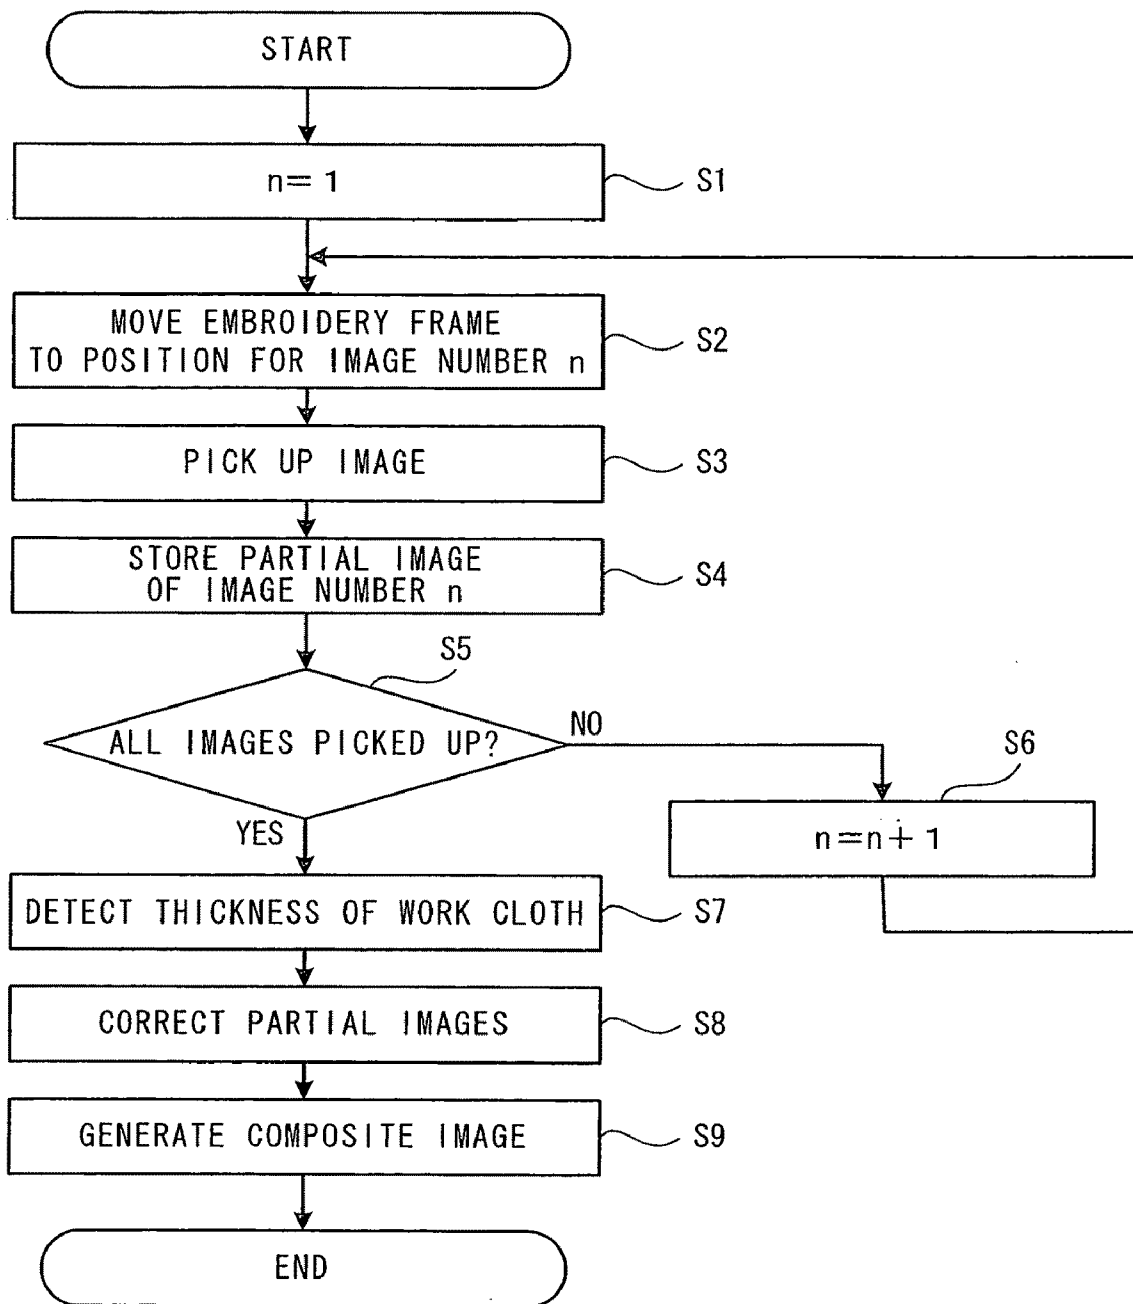 START
n=1
S1
MOVE EMBROIDERY FRAME
TO POSITION FOR IMAGE NUMBER n
S2
PICK UP IMAGE
S3
STORE PARTIAL IMAGE
OF IMAGE NUMBER n
S4
S5
ALL IMAGES PICKED UP?
NO
S6
n=n+1
YES
DETECT THICKNESS OF WORK CLOTH
S7
CORRECT PARTIAL IMAGES
S8
GENERATE COMPOSITE IMAGE
S9
END